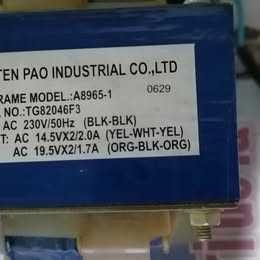 TEN PAO INDUSTRIAL CO.,LTD
FRAME MODEL.:A8965-1
0629
NO.:TG82046F3
AC 230V/50Hz (BLK-BLK)
T: AC 14.5VX2/2.0A (YEL-WHT-YEL)
AC 19.5VX2/1.7A (ORG-BLK-ORG)